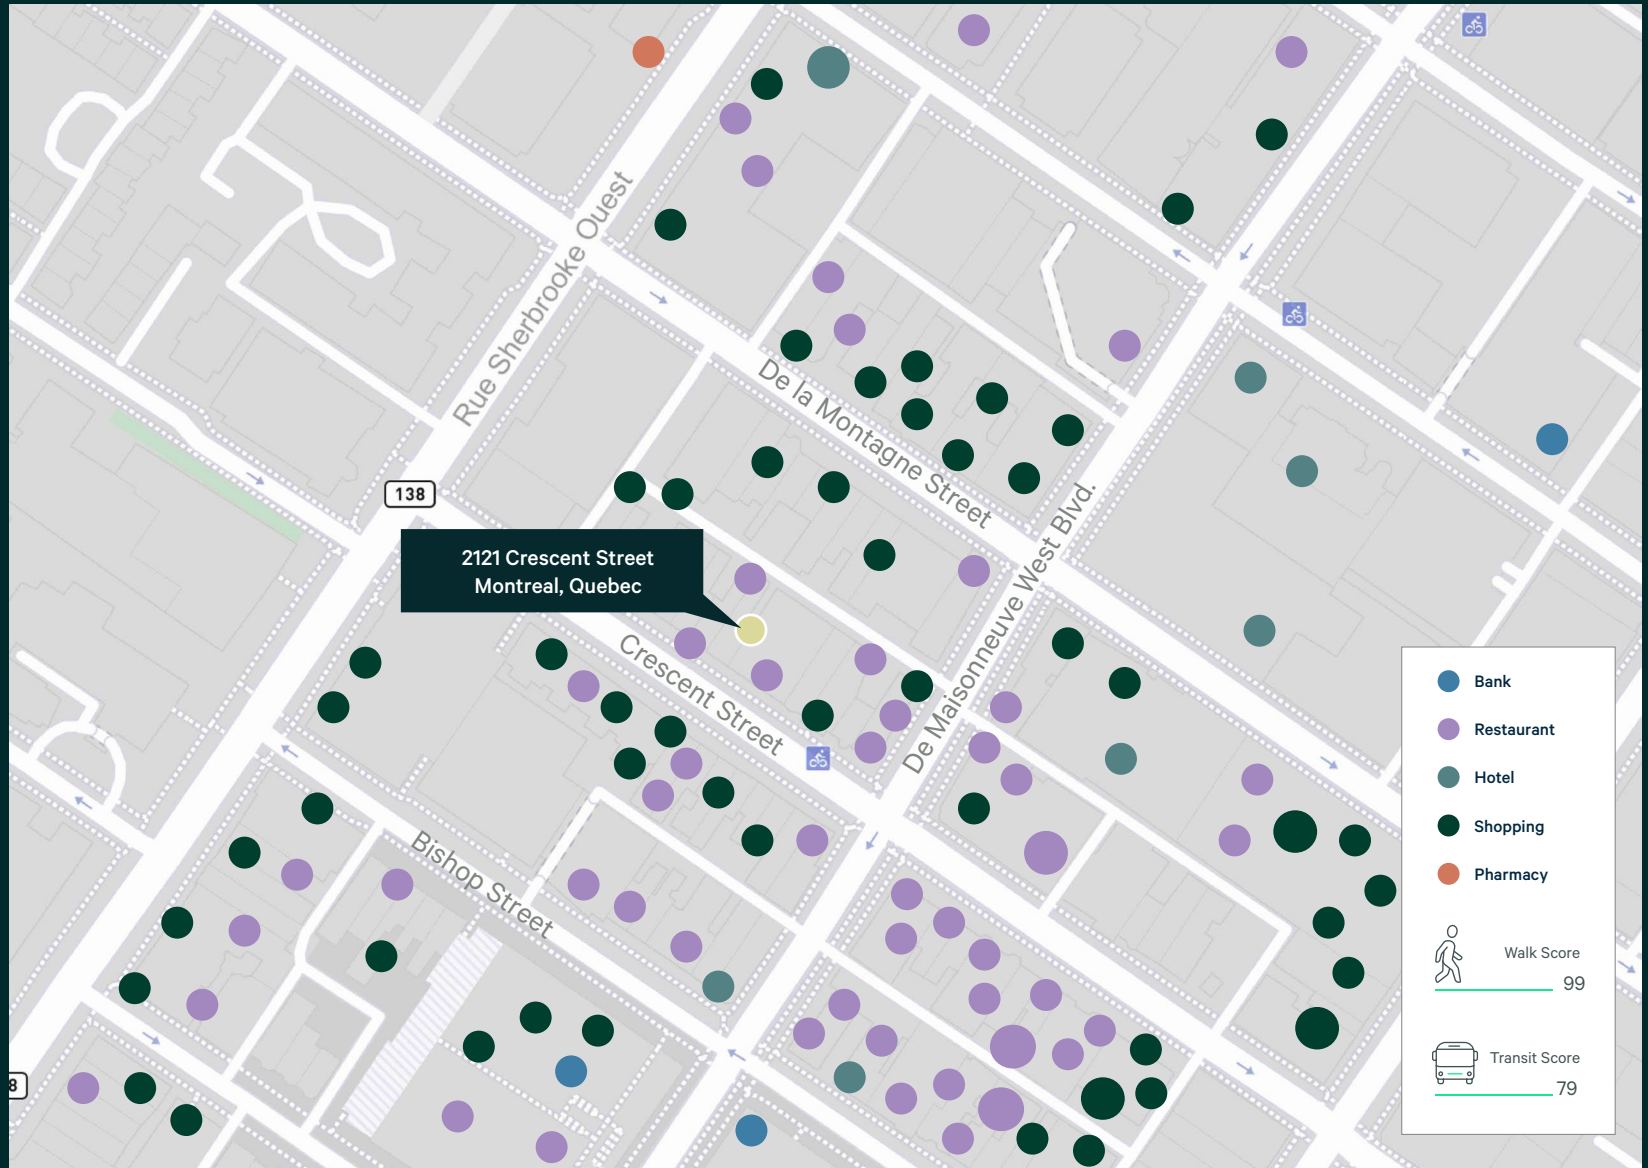 Rue Sherbrooke Ouest
De la Montagne Street
138
2121 Crescent Street
Montreal, Quebec
De Maisonneuve West Blvd.
Crescent Street
Bishop Street
8
Bank
Restaurant
Hotel
Shopping
Pharmacy
Walk Score
99
Transit Score
79